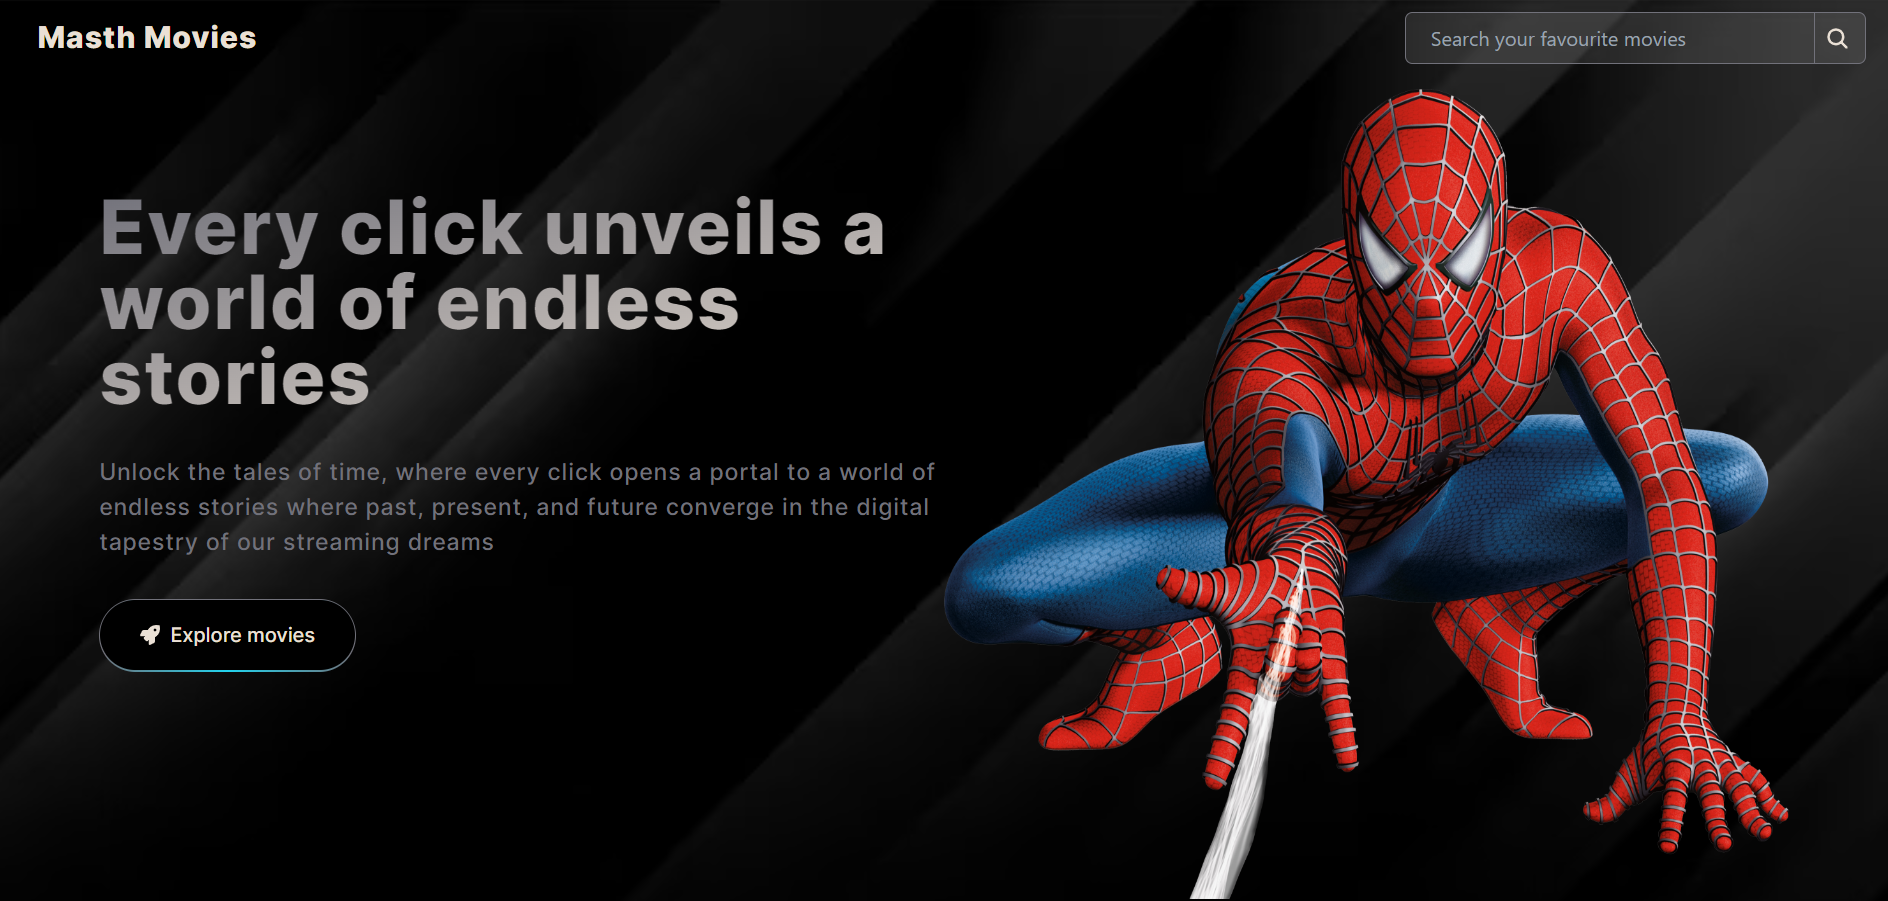 Masth Movies
Search your favourite movies
Every click unveils a
world of endless
stories
Unlock the tales of time, where every click opens a portal to a world of
endless stories where past, present, and future converge in the digital
tapestry of our streaming dreams
Explore movies